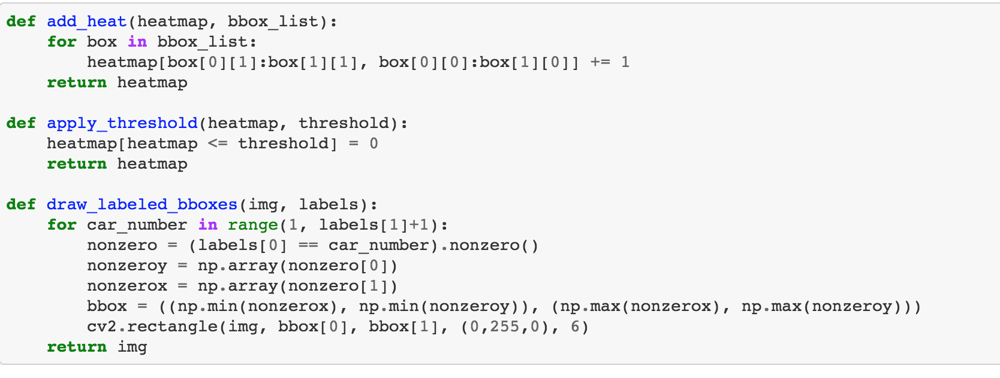 def add_heat(heatmap, bbox_list):
    for box in bbox_list:
        heatmap[box[0][1]:box[1][1], box[0][0]:box[1][0]] += 1
    return heatmap

def apply_threshold(heatmap, threshold):
    heatmap[heatmap <= threshold] = 0
    return heatmap

def draw_labeled_bboxes(img, labels):
    for car_number in range(1, labels[1]+1):
        nonzero = (labels[0] == car_number).nonzero()
        nonzeroy = np.array(nonzero[0])
        nonzerox = np.array(nonzero[1])
        bbox = ((np.min(nonzerox), np.min(nonzeroy)), (np.max(nonzerox), np.max(nonzeroy)))
        cv2.rectangle(img, bbox[0], bbox[1], (0,255,0), 6)
    return img